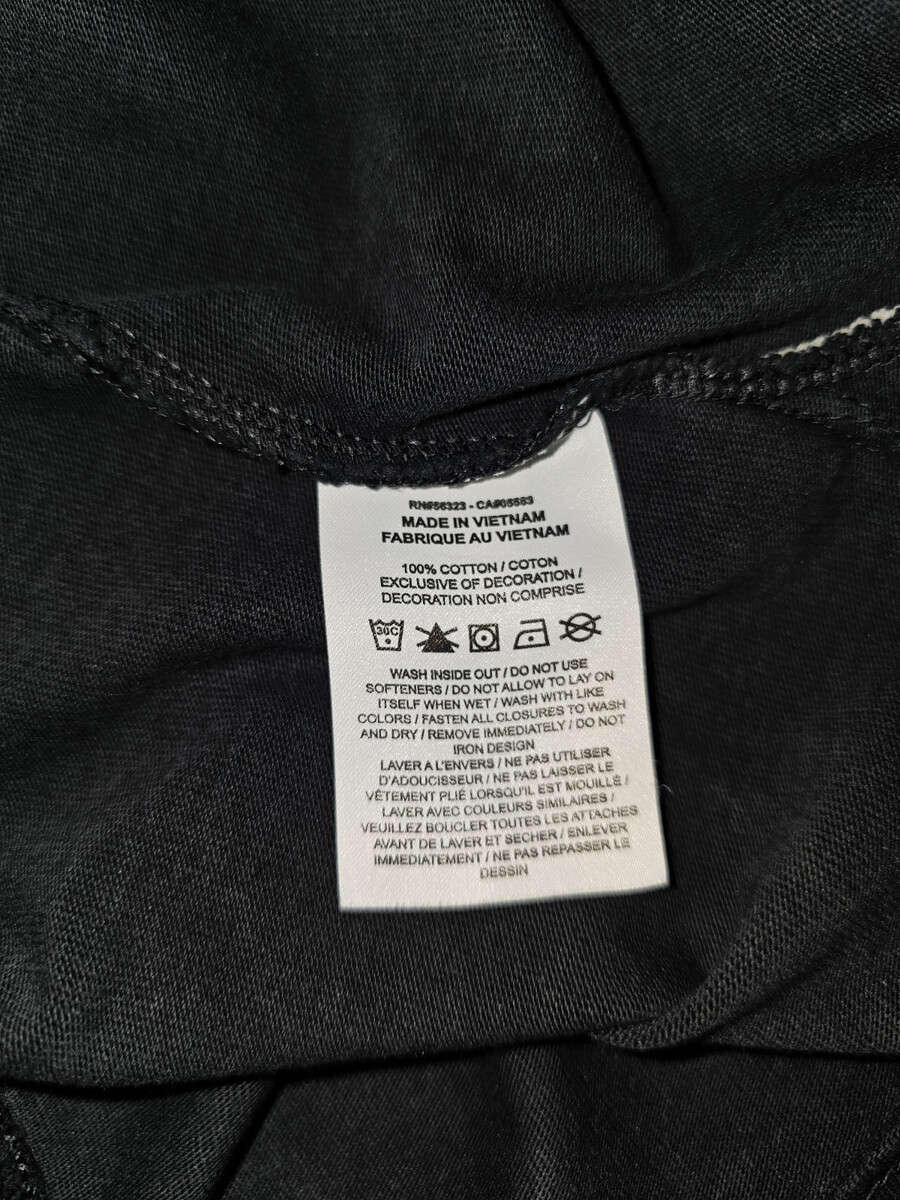 RN#56323 - CA#05553
MADE IN VIETNAM
FABRIQUE AU VIETNAM
100% COTTON / COTON
EXCLUSIVE OF DECORATION /
DECORATION NON COMPRISE
30C
WASH INSIDE OUT / DO NOT USE
SOFTENERS / DO NOT ALLOW TO LAY ON
ITSELF WHEN WET / WASH WITH LIKE
COLORS / FASTEN ALL CLOSURES TO WASH
AND DRY / REMOVE IMMEDIATELY / DO NOT
IRON DESIGN
LAVER A L'ENVERS / NE PAS UTILISER
D'ADOUCISSEUR / NE PAS LAISSER LE
VÊTEMENT PLIÉ LORSQU'IL EST MOUILLÉ /
LAVER AVEC COULEURS SIMILAIRES /
VEUILLEZ BOUCLER TOUTES LES ATTACHES
AVANT DE LAVER ET SECHER / ENLEVER
IMMEDIATEMENT / NE PAS REPASSER LE
DESSIN